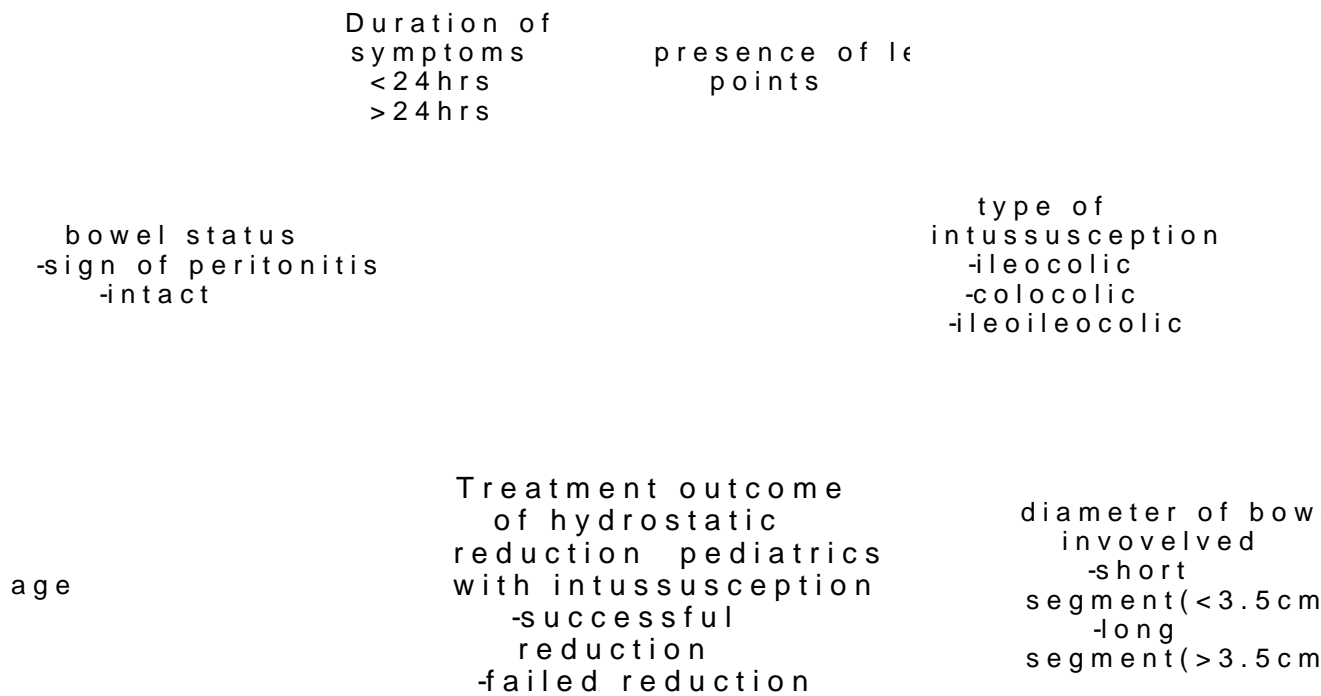 Duration of
symptoms
<24hrs
>24hrs
presence of le
points
bowel status
-sign of peritonitis
-intact
type of
intussusception
-ileocolic
-colocolic
-ileoileocolic
age
Treatment outcome
of hydrostatic
reduction pediatrics
with intussusception
-successful
reduction
-failed reduction
diameter of bow
invovelved
-short
segment(<3.5cm
-long
segment(>3.5cm